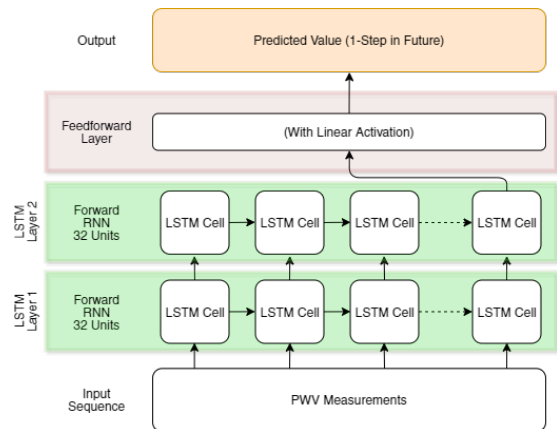 Output
Predicted Value (1-Step in Future)
Feedforward
Layer
(With Linear Activation)
LSTM
Layer 2
Forward
RNN
32 Units
LSTM Cell
LSTM Cell
LSTM Cell
LSTM Cell
LSTM
Layer 1
Forward
RNN
32 Units
LSTM Cell
LSTM Cell
LSTM Cell
LSTM Cell
Input
Sequence
PWV Measurements